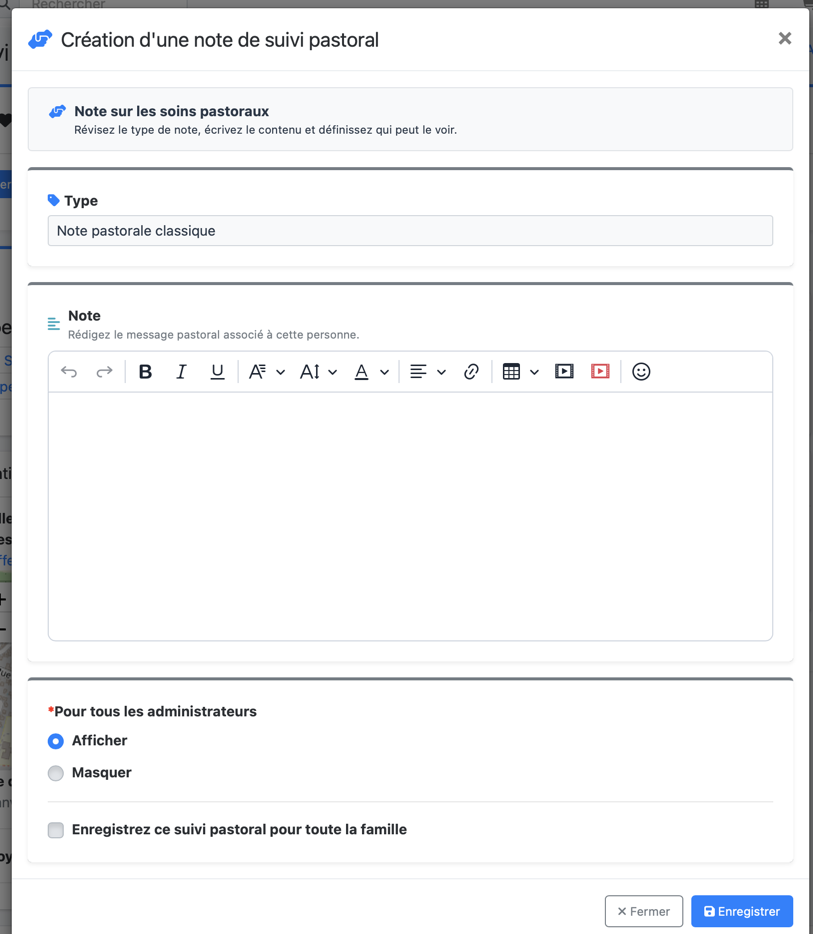 Rechercher
Création d'une note de suivi pastoral
Note sur les soins pastoraux
Révisez le type de note, écrivez le contenu et définissez qui peut le voir.
Type
Note pastorale classique
Note
Rédigez le message pastoral associé à cette personne.
*Pour tous les administrateurs
Afficher
Masquer
Enregistrez ce suivi pastoral pour toute la famille
Fermer
Enregistrer